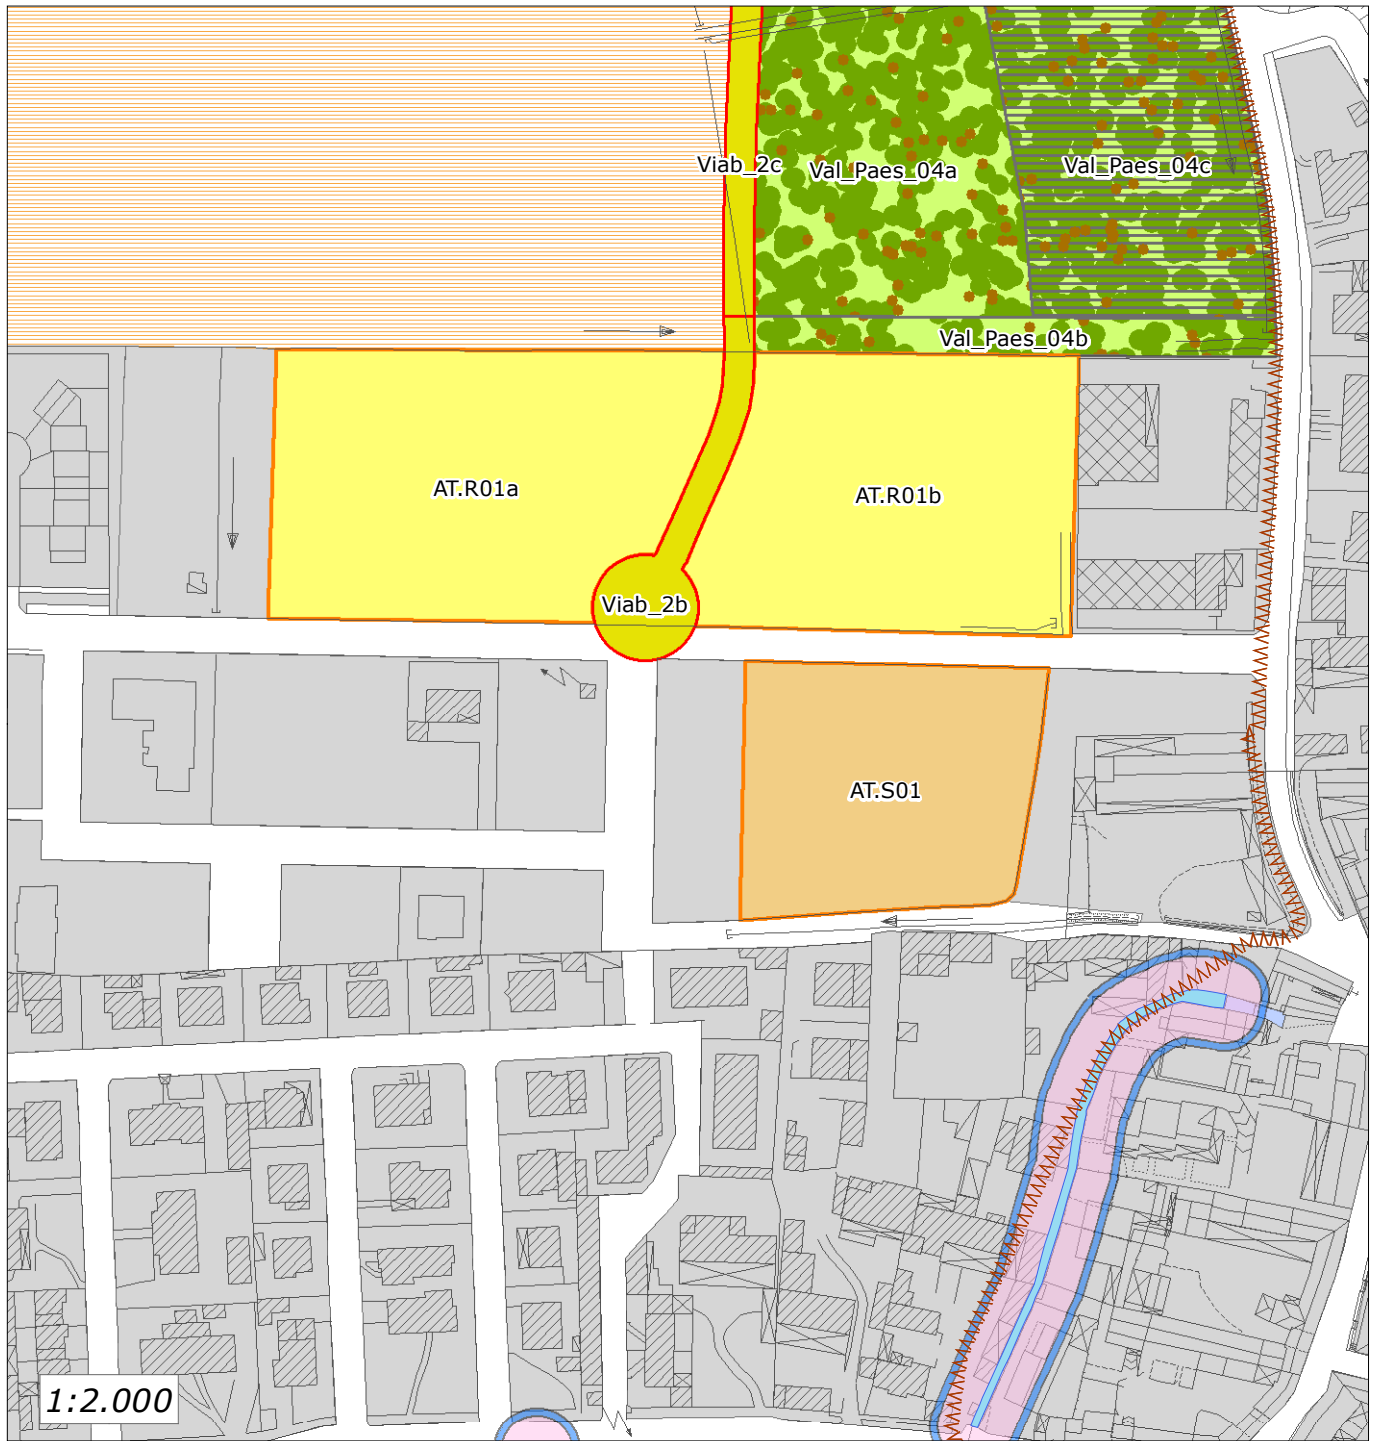 Viab_2c
Val_Paes_04a
Val_Paes_04c
Val_Paes_04b
AT.R01a
AT.R01b
Viab_2b
AT.S01
1:2.000